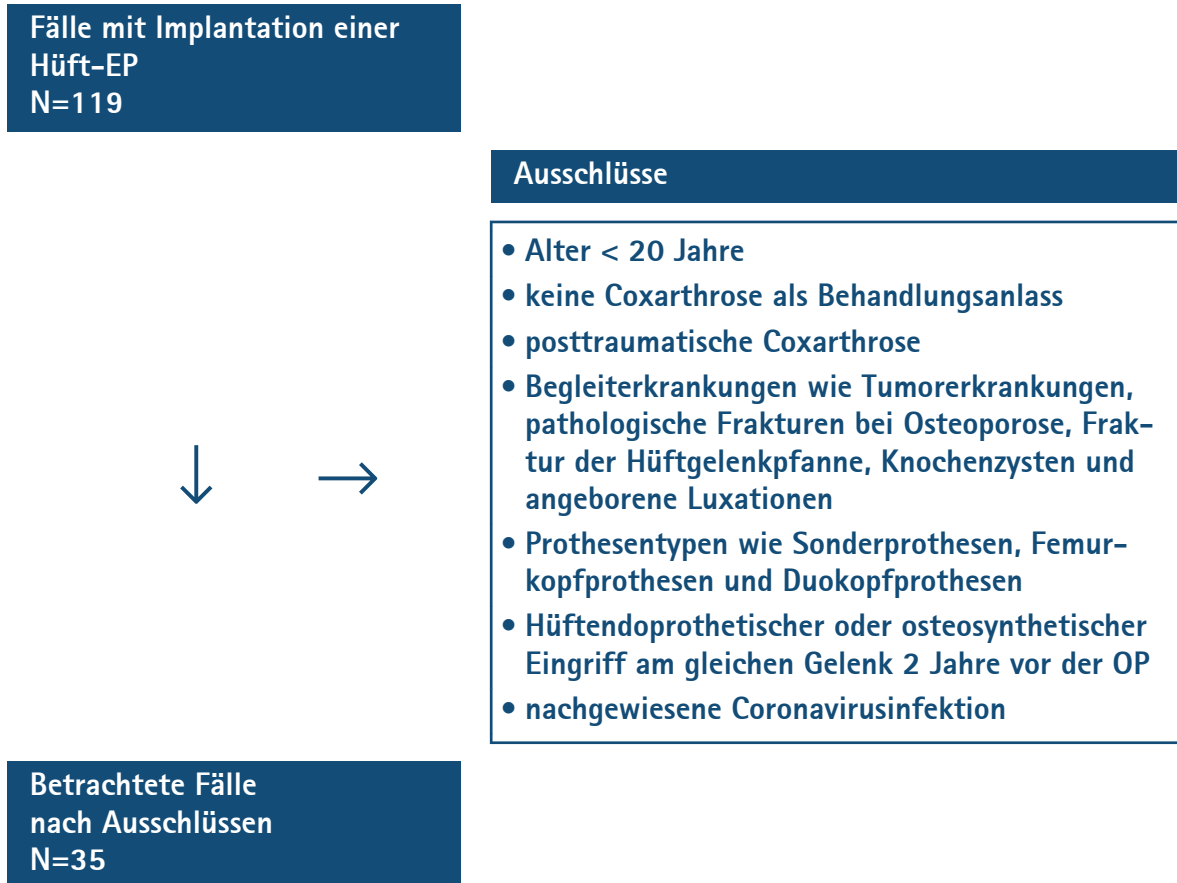 Fälle mit Implantation einer
Hüft-EP
N=119
Ausschlüsse
• Alter < 20 Jahre
• keine Coxarthrose als Behandlungsanlass
• posttraumatische Coxarthrose
• Begleiterkrankungen wie Tumorerkrankungen,
pathologische Frakturen bei Osteoporose, Frak-
tur der Hüftgelenkpfanne, Knochenzysten und
angeborene Luxationen
• Prothesentypen wie Sonderprothesen, Femur-
kopfprothesen und Duokopfprothesen
• Hüftendoprothetischer oder osteosynthetischer
Eingriff am gleichen Gelenk 2 Jahre vor der OP
• nachgewiesene Coronavirusinfektion
Betrachtete Fälle
nach Ausschlüssen
N=35